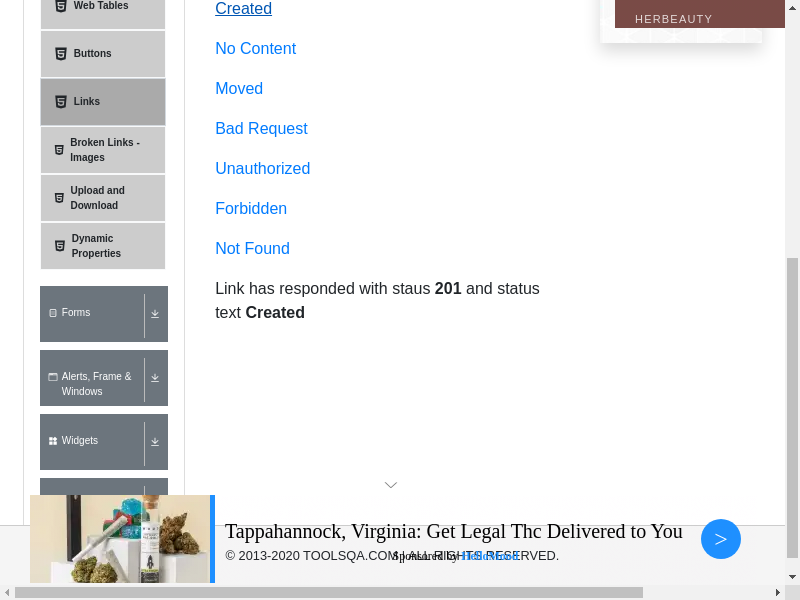 Web Tables
Buttons
Links
Broken Links -
Images
Upload and
Download
Dynamic
Properties
Forms
Alerts, Frame &
Windows
Widgets
Created
No Content
Moved
Bad Request
Unauthorized
Forbidden
Not Found
Link has responded with staus 201 and status
text Created
HERBEAUTY
Tappahannock, Virginia: Get Legal Thc Delivered to You
>
© 2013-2020 TOOLSQA.COM | ALL RIGHTS RESERVED.
Sponsored by